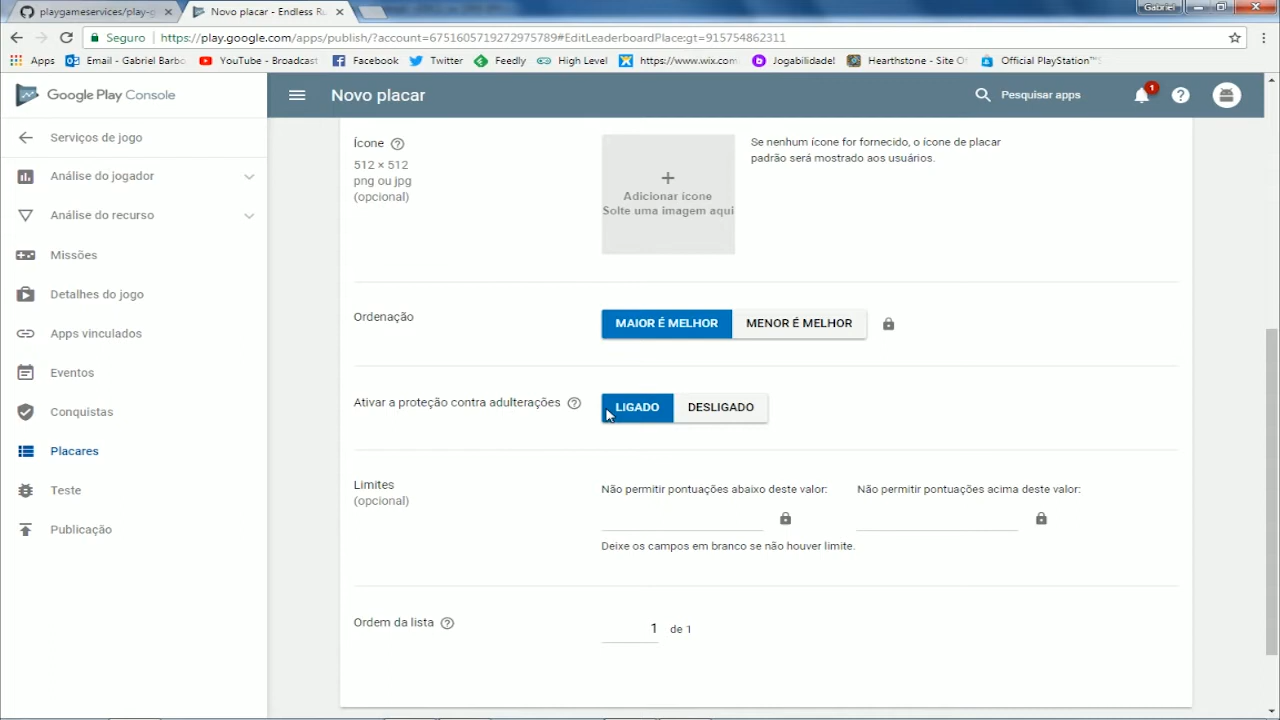 Gabriel
playgameservices/play-g
Novo placar - Endless Ru
Seguro
https://play.google.com/apps/publish/?account=6751605719272975789#EditLeaderboardPlace:gt=915754862311
Apps
Email - Gabriel Barbo
YouTube - Broadcast
Facebook
Twitter
Feedly
High Level
https://www.wix.com
Jogabilidade!
Hearthstone - Site O
Official PlayStation™
Google Play Console
Novo placar
Pesquisar apps
1
Serviços de jogo
Análise do jogador
Análise do recurso
Missões
Detalhes do jogo
Apps vinculados
Eventos
Conquistas
Placares
Teste
Publicação
Ícone
512 × 512
png ou jpg
(opcional)
Adicionar ícone
Solte uma imagem aqui
Se nenhum ícone for fornecido, o ícone de placar
padrão será mostrado aos usuários.
Ordenação
MAIOR É MELHOR
MENOR É MELHOR
Ativar a proteção contra adulterações
LIGADO
DESLIGADO
Limites
(opcional)
Não permitir pontuações abaixo deste valor:
Não permitir pontuações acima deste valor:
Deixe os campos em branco se não houver limite.
Ordem da lista
1 de 1